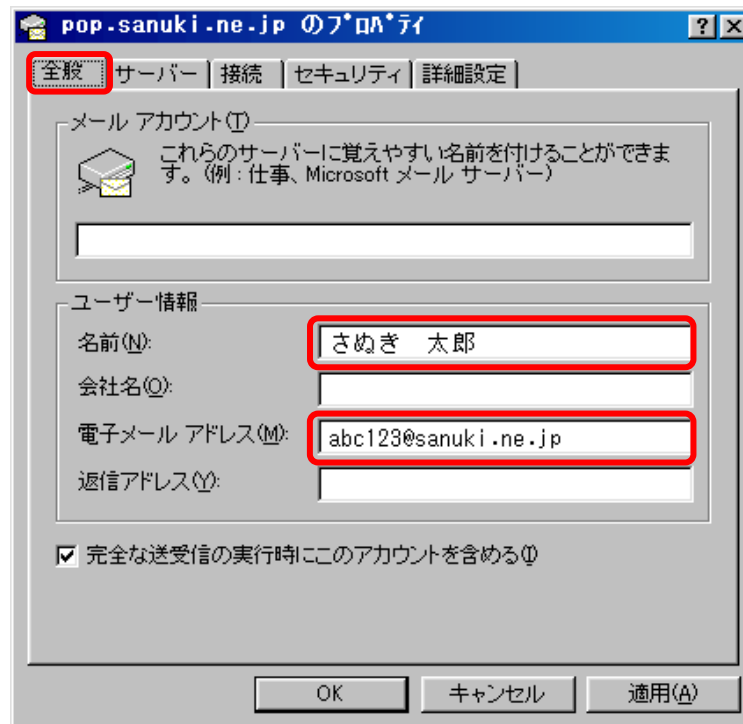 pop.sanuki.ne.jp のﾌﾟﾛﾊﾟﾃｨ
全般 サーバー 接続 セキュリティ 詳細設定
メール アカウント(T)
これらのサーバーに覚えやすい名前を付けることができま
す。(例 : 仕事、Microsoft メール サーバー)
ユーザー情報
名前(N): さぬき　太郎
会社名(O):
電子メール アドレス(M): abc123@sanuki.ne.jp
返信アドレス(Y):
完全な送受信の実行時にこのアカウントを含める(I)
OK キャンセル 適用(A)